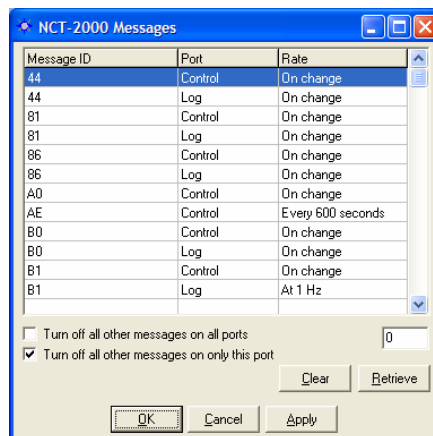 NCT-2000 Messages
Message ID Port Rate
44 Control On change
44 Log On change
81 Control On change
81 Log On change
86 Control On change
86 Log On change
A0 Control On change
AE Control Every 600 seconds
B0 Control On change
B0 Log On change
B1 Control On change
B1 Log At 1 Hz
Turn off all other messages on all ports 0
Turn off all other messages on only this port
Clear Retrieve
OK Cancel Apply